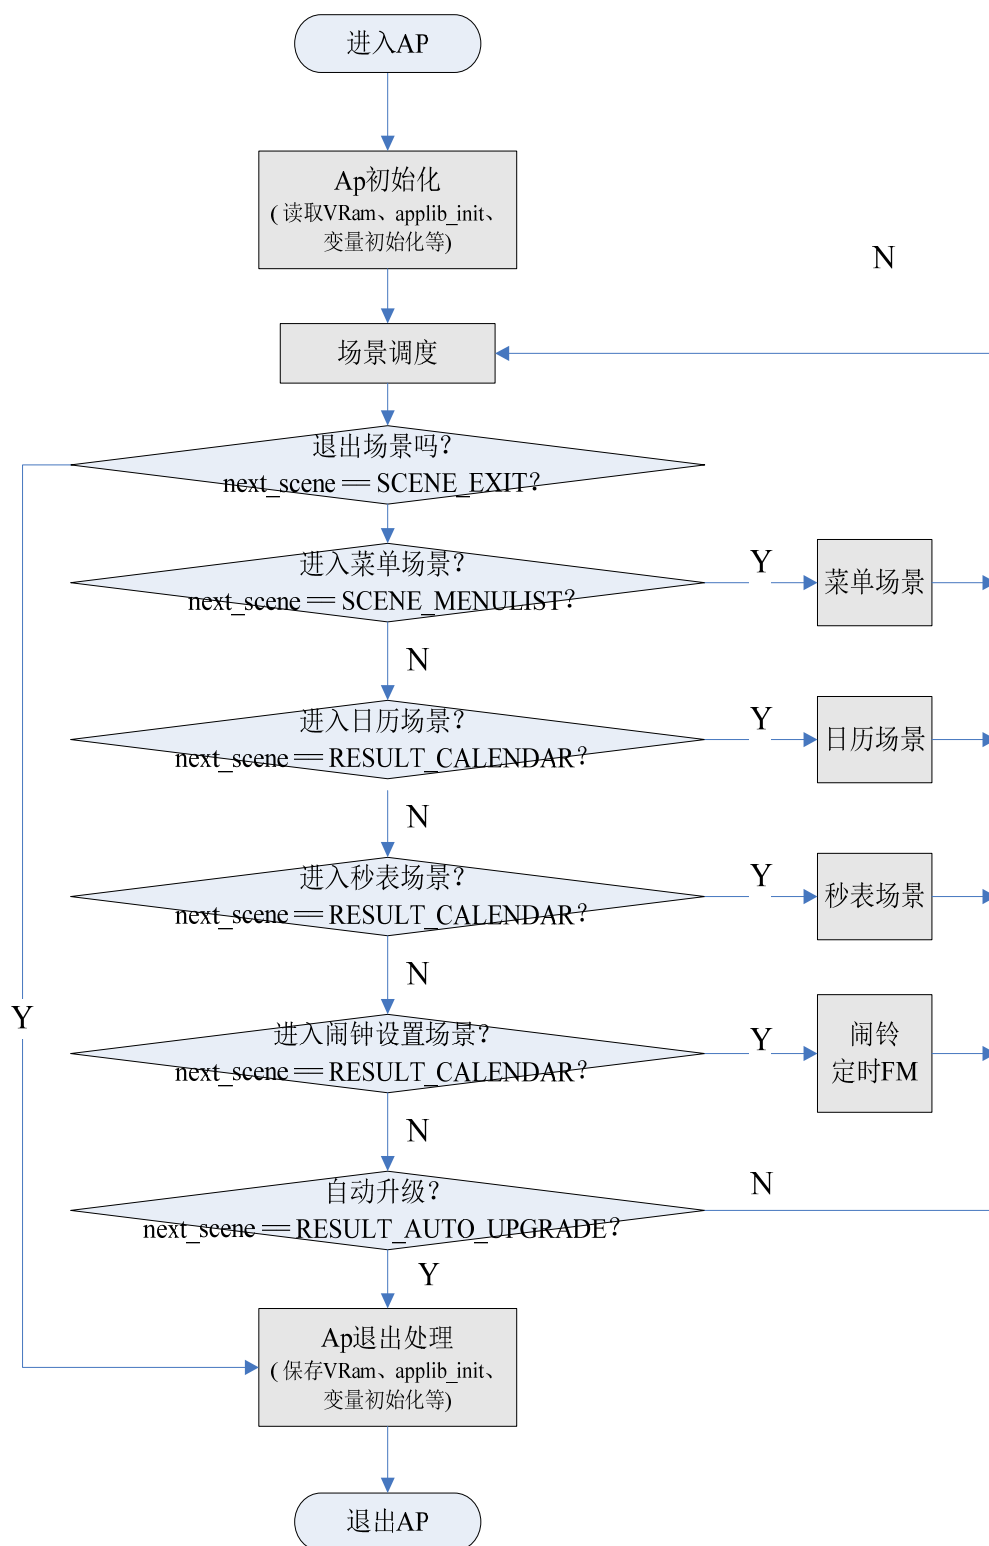 进入AP
Ap初始化
( 读取VRam、applib_init、
变量初始化等)
N
场景调度
退出场景吗?
next_scene == SCENE_EXIT?
进入菜单场景?
next_scene == SCENE_MENULIST?
Y
菜单场景
N
进入日历场景?
next_scene == RESULT_CALENDAR?
Y
日历场景
N
进入秒表场景?
next_scene == RESULT_CALENDAR?
Y
秒表场景
N
Y
进入闹钟设置场景?
next_scene == RESULT_CALENDAR?
Y
闹铃
定时FM
N
自动升级?
next_scene == RESULT_AUTO_UPGRADE?
N
Y
Ap退出处理
( 保存VRam、applib_init、
变量初始化等)
退出AP